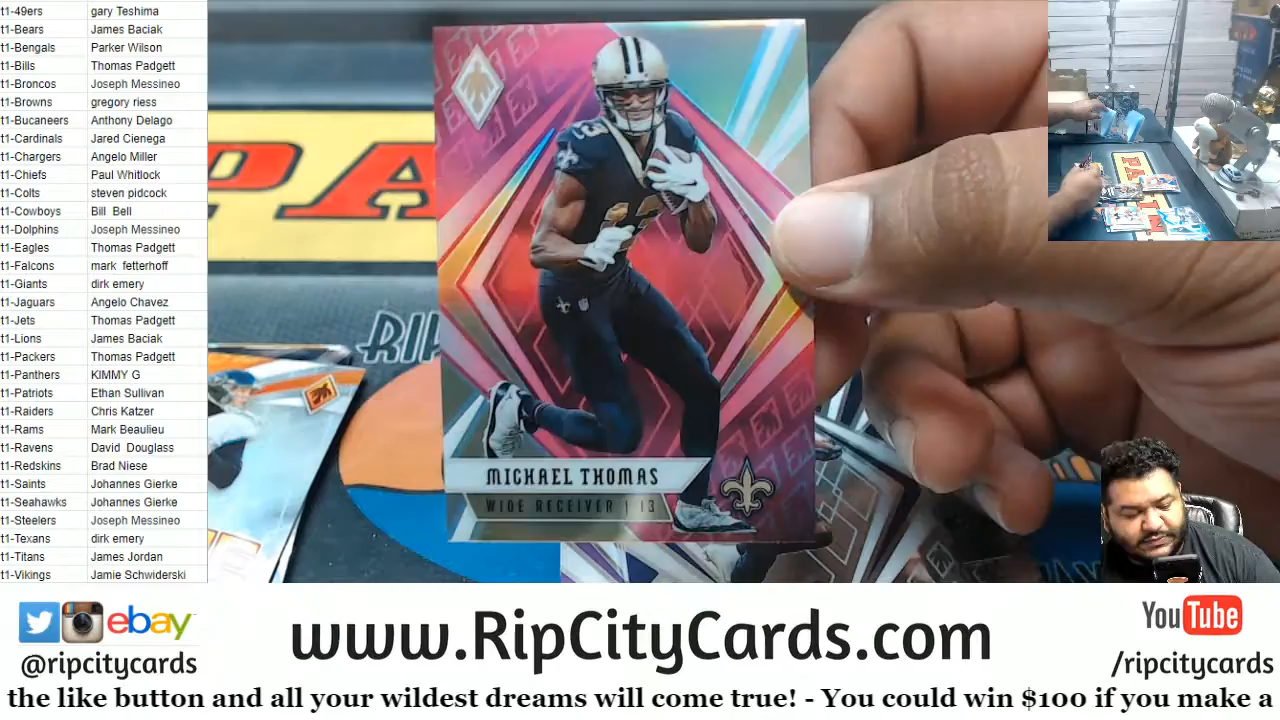 t1-49ers gary Teshima
t1-Bears James Baciak
t1-Bengals Parker Wilson
t1-Bills Thomas Padgett
t1-Broncos Joseph Messineo
t1-Browns gregory riess
t1-Bucaneers Anthony Delago
t1-Cardinals Jared Cienega
t1-Chargers Angelo Miller
t1-Chiefs Paul Whitlock
t1-Colts steven pidcock
t1-Cowboys Bill Bell
t1-Dolphins Joseph Messineo
t1-Eagles Thomas Padgett
t1-Falcons mark fetterhoff
t1-Giants dirk emery
t1-Jaguars Angelo Chavez
t1-Jets Thomas Padgett
t1-Lions James Baciak
t1-Packers Thomas Padgett
t1-Panthers KIMMY G
t1-Patriots Ethan Sullivan
t1-Raiders Chris Katzer
t1-Rams Mark Beaulieu
t1-Ravens David Douglass
t1-Redskins Brad Niese
t1-Saints Johannes Gierke
t1-Seahawks Johannes Gierke
t1-Steelers Joseph Messineo
t1-Texans dirk emery
t1-Titans James Jordan
t1-Vikings Jamie Schwiderski
PA
RIP
13
13
MICHAEL THOMAS
WIDE RECEIVER | 13
ebay
@ripcitycards
www.RipCityCards.com
YouTube
/ripcitycards
the like button and all your wildest dreams will come true! - You could win $100 if you make a